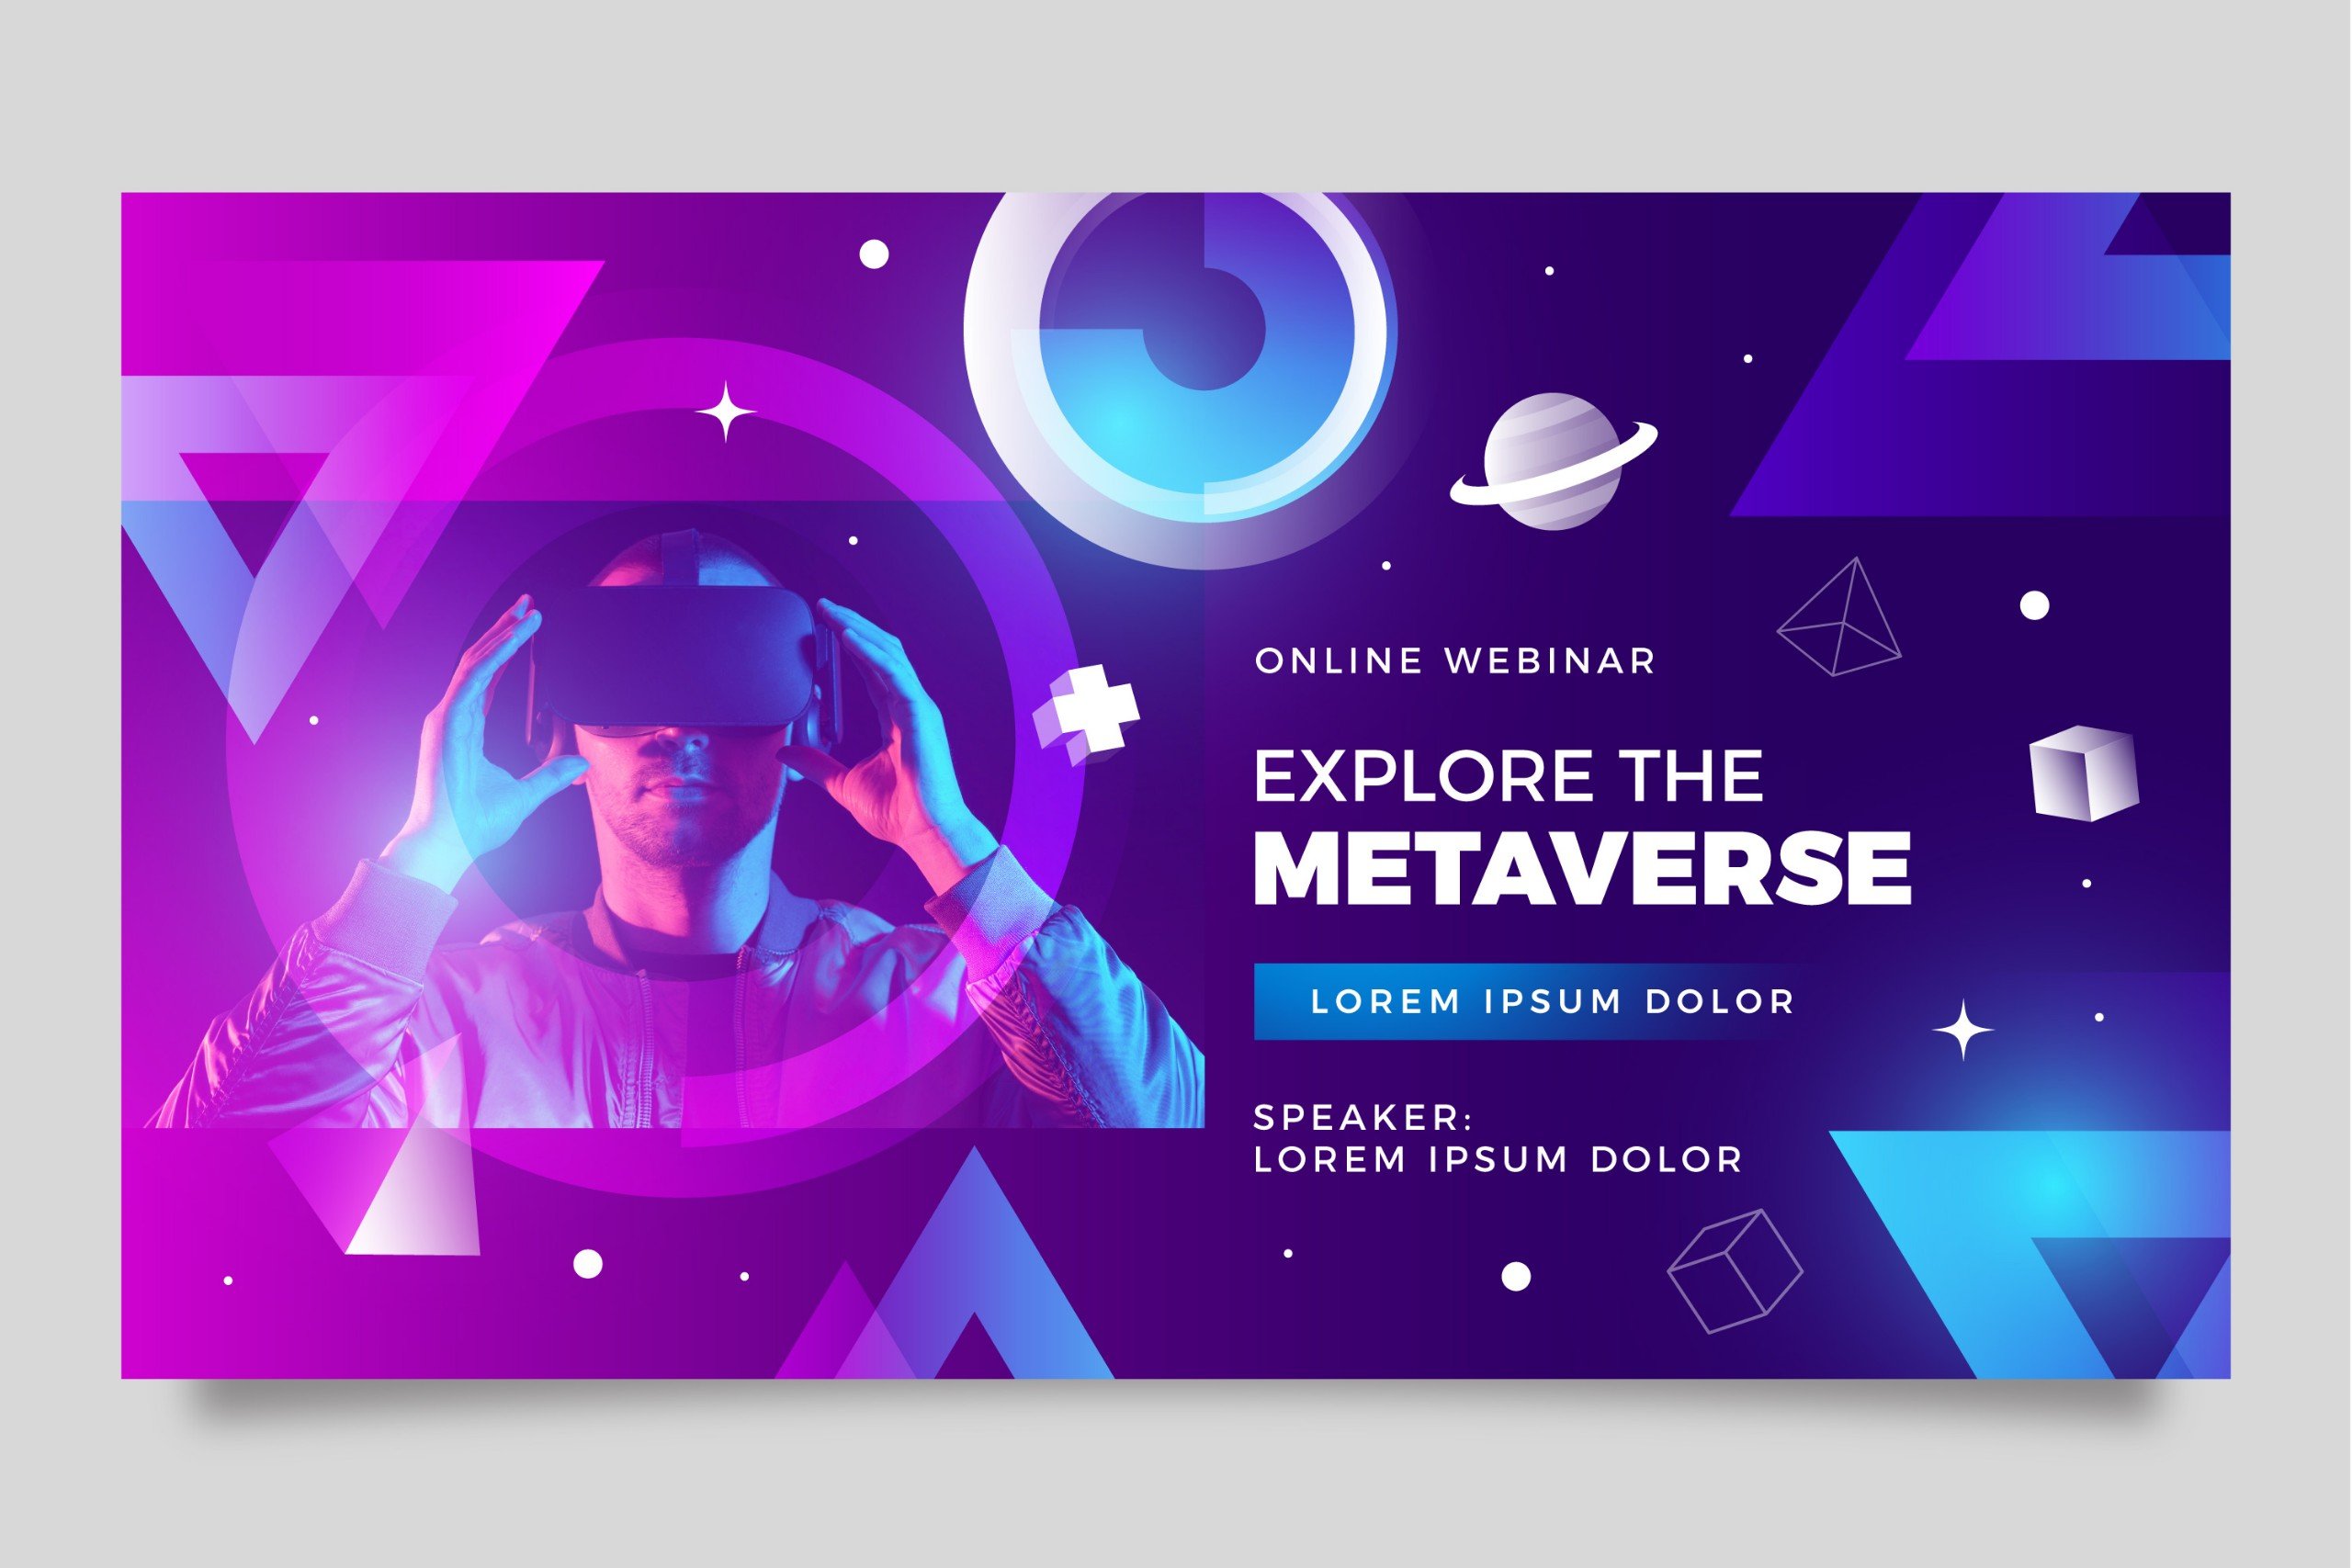 ONLINE WEBINAR
EXPLORE THE
METAVERSE
LOREM IPSUM DOLOR
SPEAKER:
LOREM IPSUM DOLOR